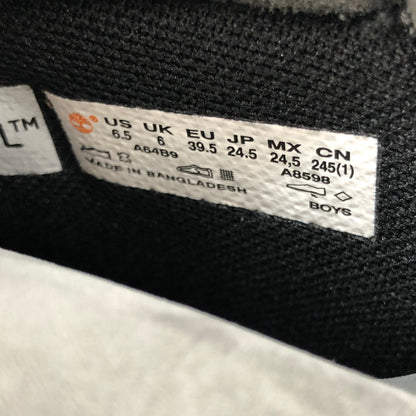 L™
US UK EU JP MX CN
6.5 6 39.5 24.5 24,5 245(1)
A64B9 A8598
MADE IN BANGLADESH
BOYS